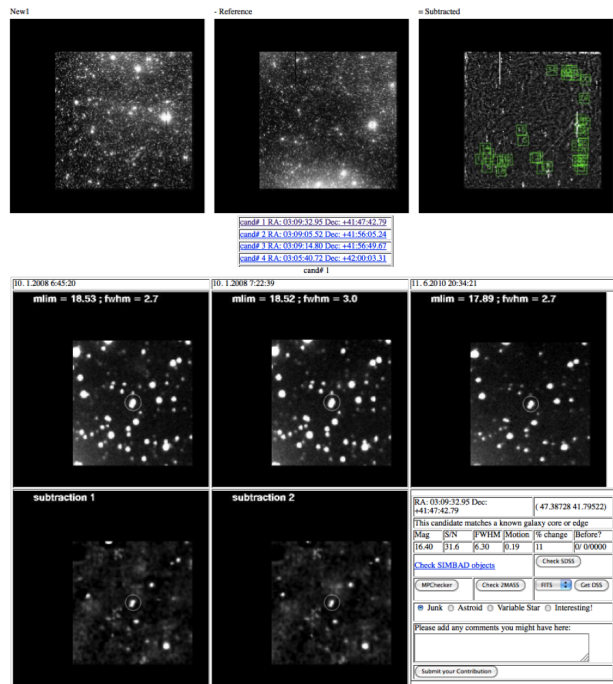 New1 - Reference = Subtracted
cand# 1 RA: 03:09:32.95 Dec: +41:47:42.79
cand# 2 RA: 03:09:05.52 Dec: +41:56:05.24
cand# 3 RA: 03:09:14.80 Dec: +41:56:49.67
cand# 4 RA: 03:05:40.72 Dec: +42:00:03.31
cand# 1
10. 1.2008 6:45:20 10. 1.2008 7:22:39 11. 6.2010 20:34:21
mlim = 18.53 ; fwhm = 2.7 mlim = 18.52 ; fwhm = 3.0 mlim = 17.89 ; fwhm = 2.7
subtraction 1 subtraction 2
RA: 03:09:32.95 Dec: +41:47:42.79 ( 47.38728 41.79522)
This candidate matches a known galaxy core or edge
Mag S/N FWHM Motion % change Before?
16.40 31.6 6.30 0.19 11 0/ 0/0000
Check SIMBAD objects Check SDSS
MPChecker Check 2MASS FITS Get DSS
Junk Astroid Variable Star Interesting!
Please add any comments you might have here:
Submit your Contribution